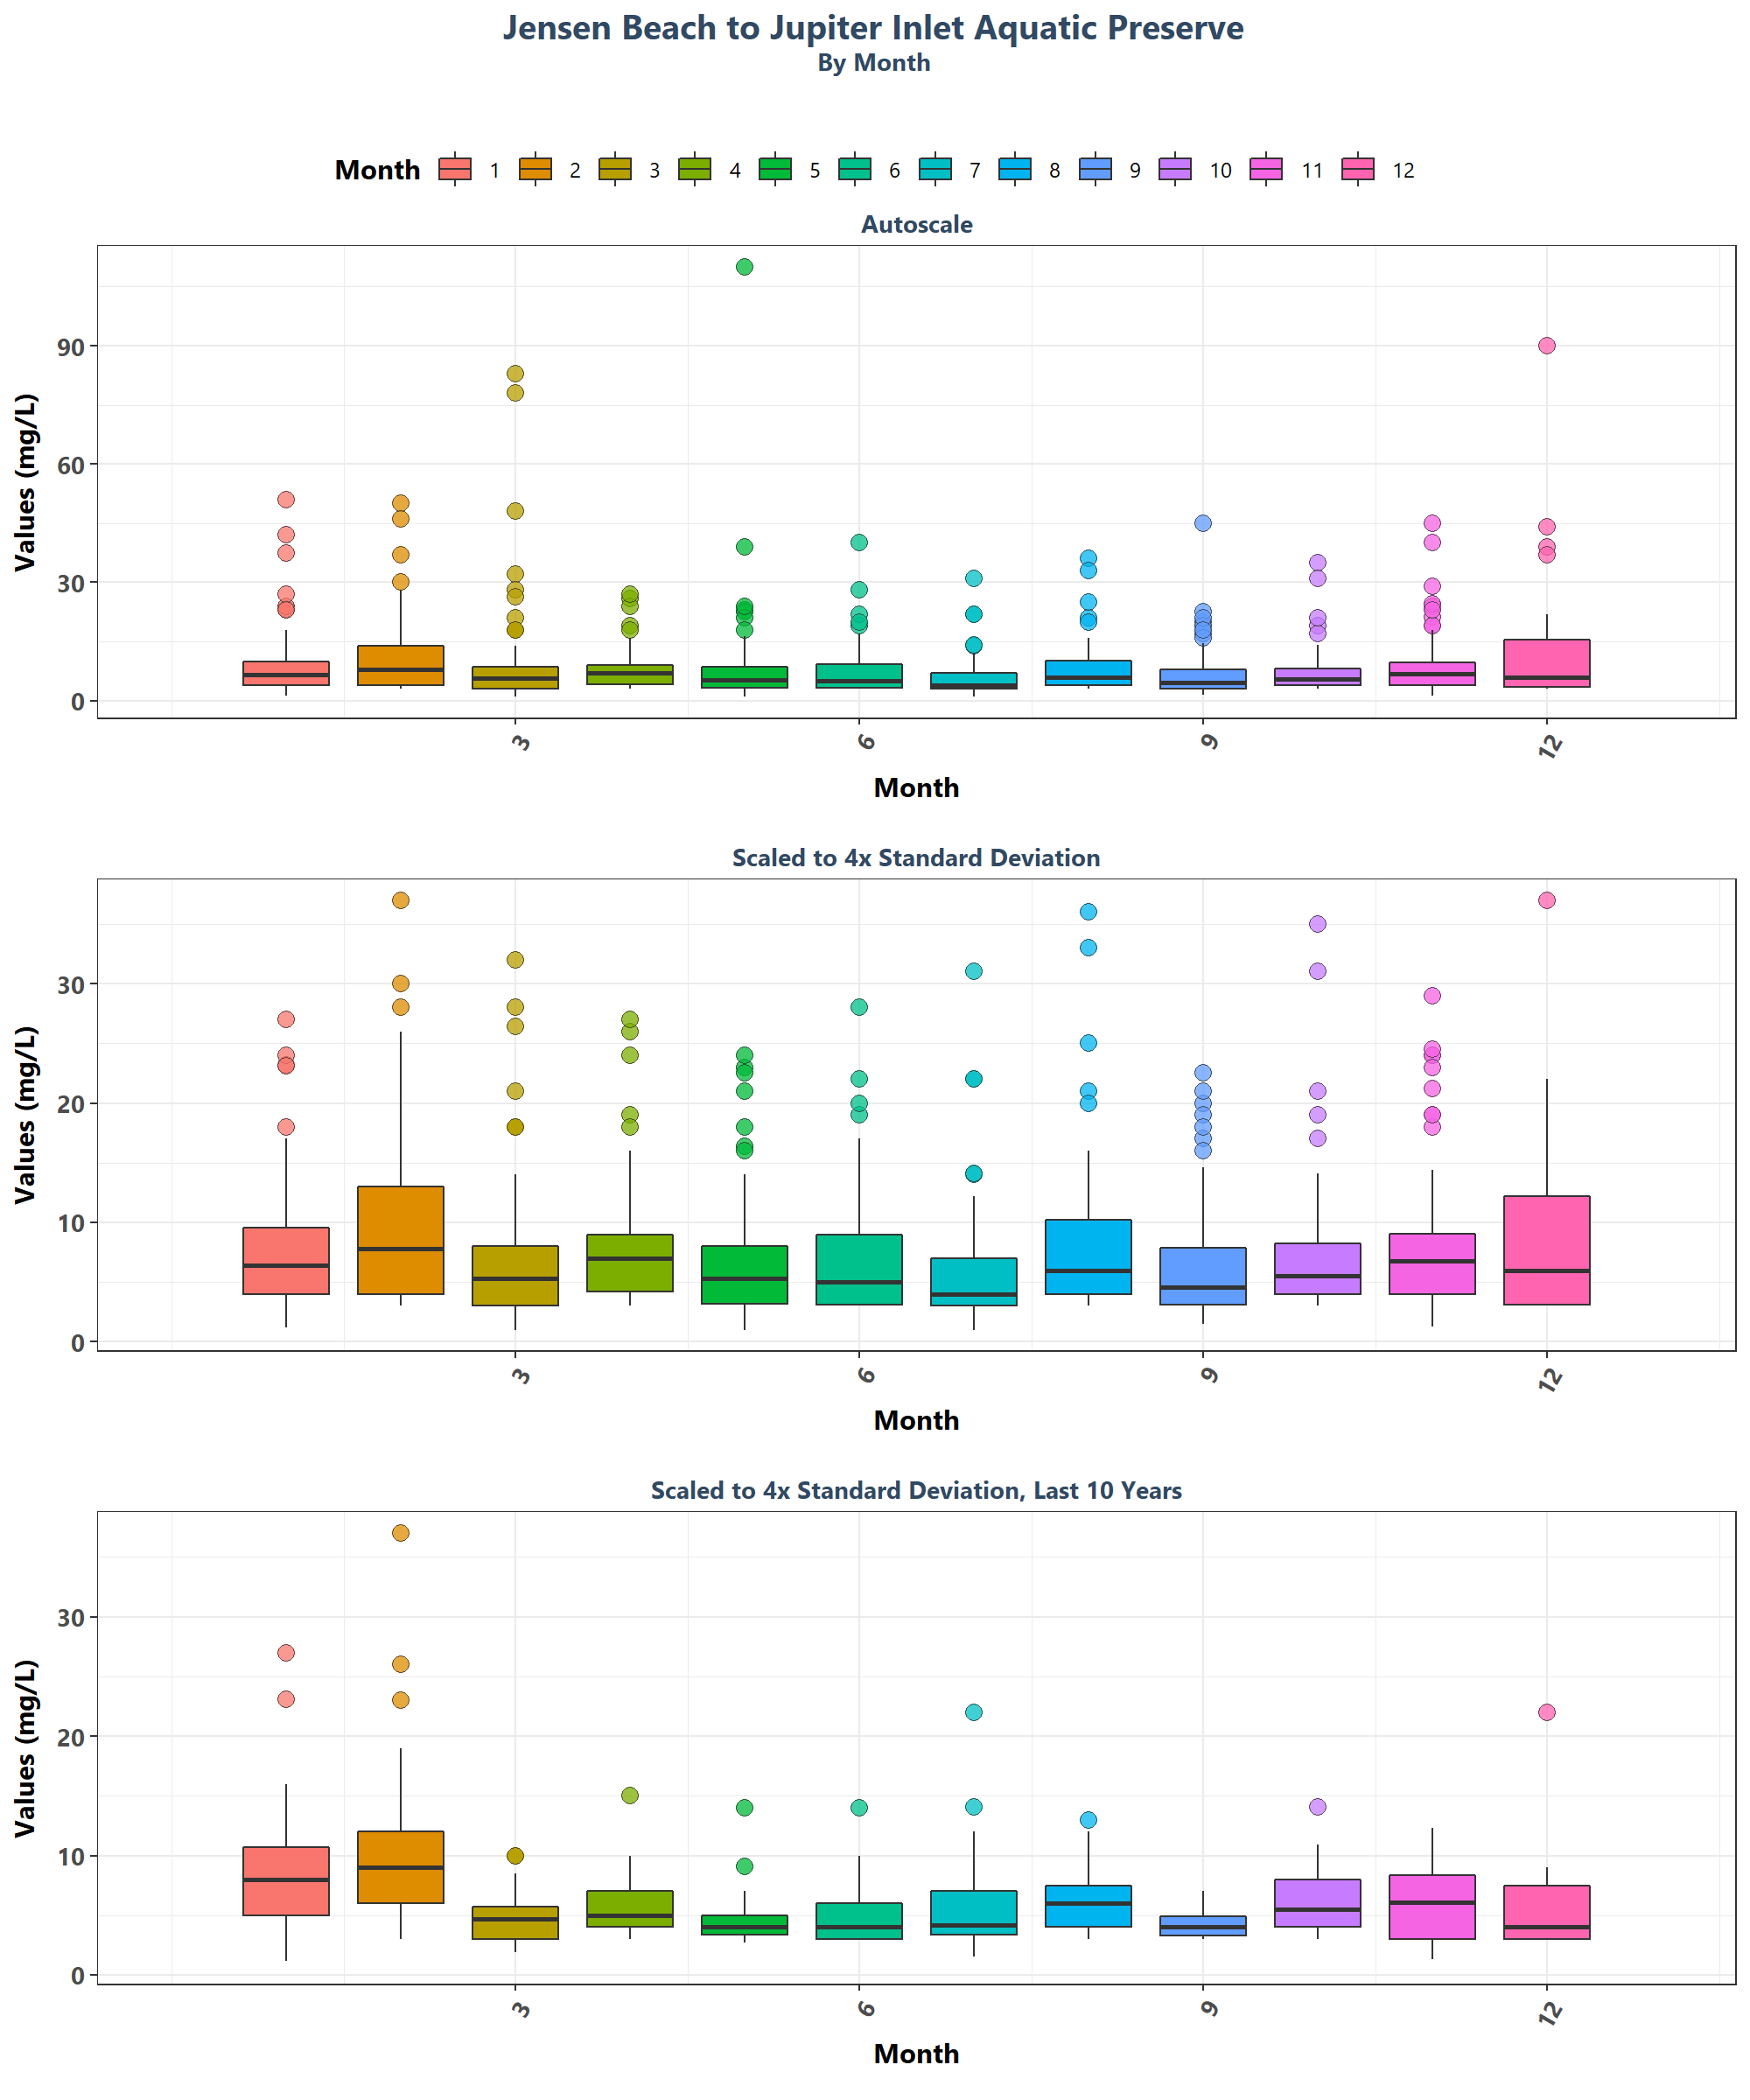 Jensen Beach to Jupiter Inlet Aquatic Preserve
By Month
Month 1 2 3 4 5 6 7 8 9 10 11 12
Autoscale
Values (mg/L)
90
60
30
0
3 6 9 12
Month
Scaled to 4x Standard Deviation
Values (mg/L)
30
20
10
0
3 6 9 12
Month
Scaled to 4x Standard Deviation, Last 10 Years
Values (mg/L)
30
20
10
0
3 6 9 12
Month